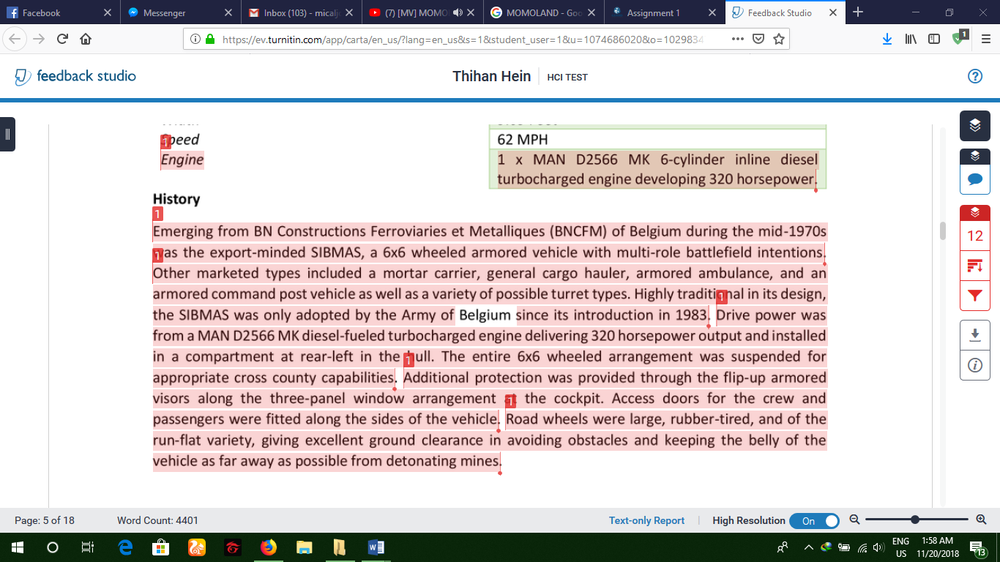 Facebook
Messenger
Inbox (103) - micalj
(7) [MV] MOMO
MOMOLAND - Goo
Assignment 1
Feedback Studio
https://ev.turnitin.com/app/carta/en_us/?lang=en_us&s=1&student_user=1&u=1074686020&o=1029834
1
feedback studio
Thihan Hein
HCI TEST
?
1
Speed
62 MPH
Engine
1 x MAN D2566 MK 6-cylinder inline diesel
turbocharged engine developing 320 horsepower.
History
1
Emerging from BN Constructions Ferroviaries et Metalliques (BNCFM) of Belgium during the mid-1970s
1
was the export-minded SIBMAS, a 6x6 wheeled armored vehicle with multi-role battlefield intentions.
Other marketed types included a mortar carrier, general cargo hauler, armored ambulance, and an
1
armored command post vehicle as well as a variety of possible turret types. Highly traditional in its design,
the SIBMAS was only adopted by the Army of Belgium since its introduction in 1983. Drive power was
from a MAN D2566 MK diesel-fueled turbocharged engine delivering 320 horsepower output and installed
1
in a compartment at rear-left in the hull. The entire 6x6 wheeled arrangement was suspended for
appropriate cross county capabilities. Additional protection was provided through the flip-up armored
1
visors along the three-panel window arrangement at the cockpit. Access doors for the crew and
passengers were fitted along the sides of the vehicle. Road wheels were large, rubber-tired, and of the
run-flat variety, giving excellent ground clearance in avoiding obstacles and keeping the belly of the
vehicle as far away as possible from detonating mines.
12
Page: 5 of 18
Word Count: 4401
Text-only Report
High Resolution
On
ENG
US
1:58 AM
11/20/2018
13